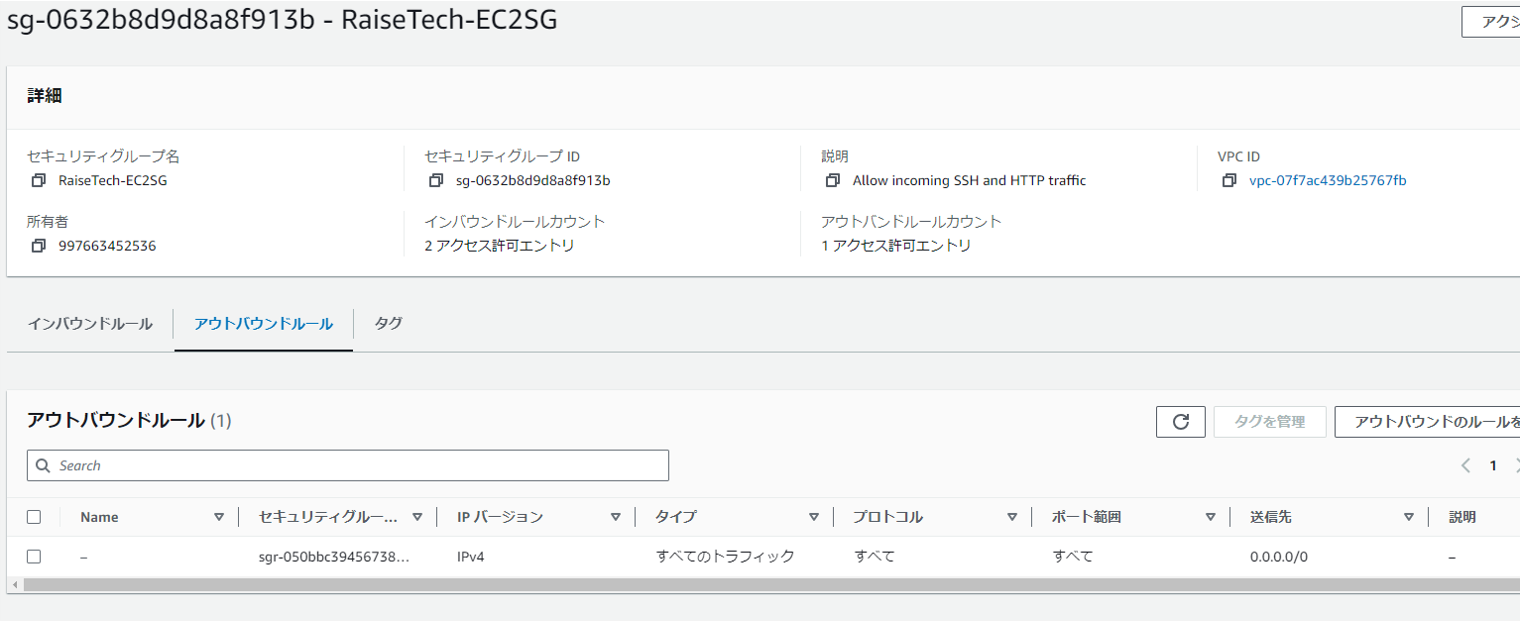 sg-0632b8d9d8a8f913b - RaiseTech-EC2SG
アクシ
詳細
セキュリティグループ名
RaiseTech-EC2SG
セキュリティグループ ID
sg-0632b8d9d8a8f913b
説明
Allow incoming SSH and HTTP traffic
VPC ID
vpc-07f7ac439b25767fb
所有者
997663452536
インバウンドルールカウント
2 アクセス許可エントリ
アウトバンドルールカウント
1 アクセス許可エントリ
インバウンドルール アウトバウンドルール タグ
アウトバウンドルール (1)
タグを管理 アウトバウンドのルールを
Search
1
Name セキュリティグルー... IP バージョン タイプ プロトコル ポート範囲 送信先 説明
– sgr-050bbc39456738... IPv4 すべてのトラフィック すべて すべて 0.0.0.0/0 –